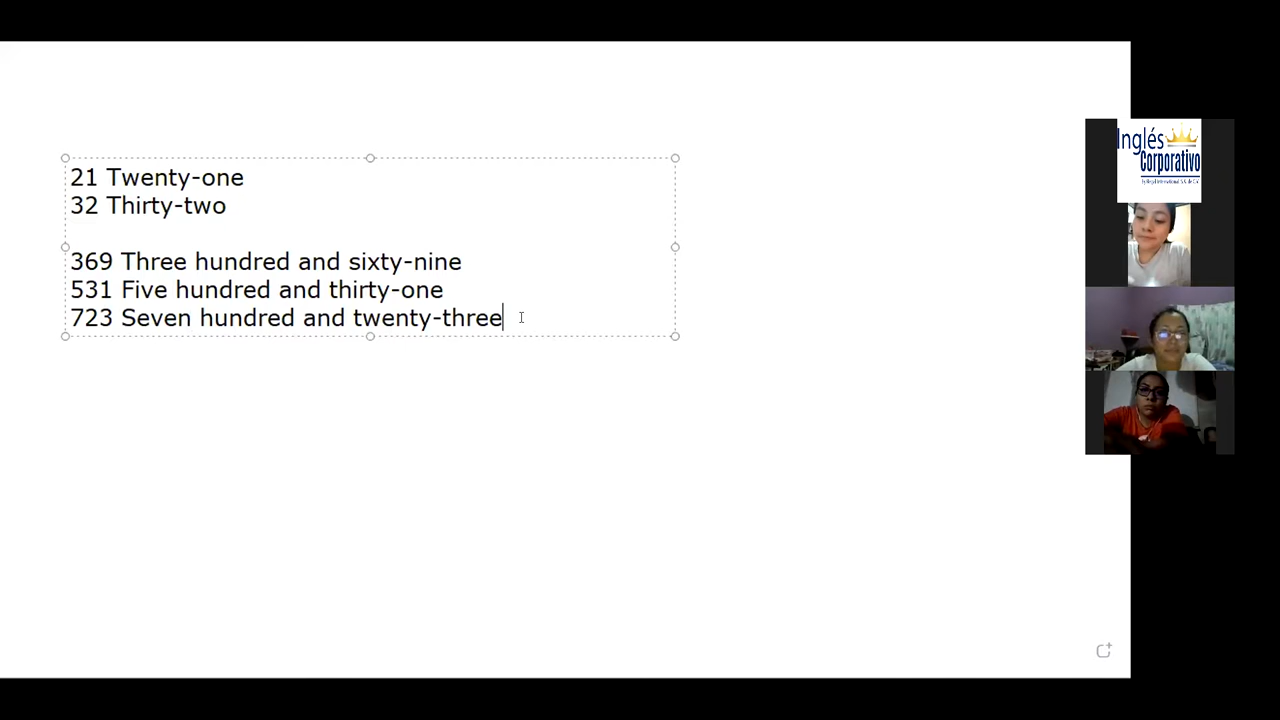 21 Twenty-one
32 Thirty-two
369 Three hundred and sixty-nine
531 Five hundred and thirty-one
723 Seven hundred and twenty-three
Inglés
Corporativo